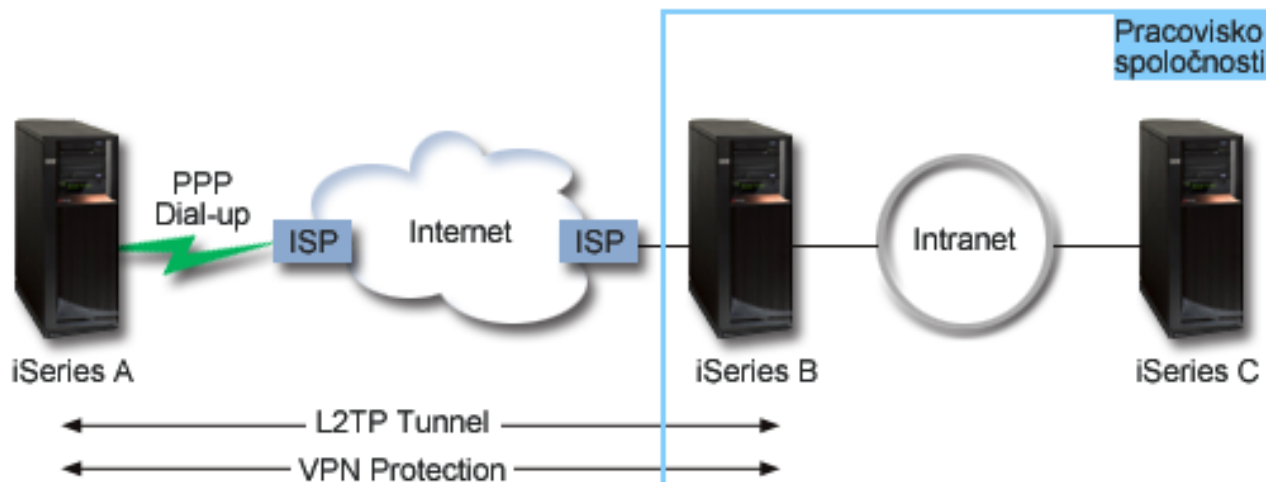 Pracovisko
spoločnosti
PPP
Dial-up
ISP
Internet
ISP
Intranet
iSeries A
iSeries B
iSeries C
L2TP Tunnel
VPN Protection